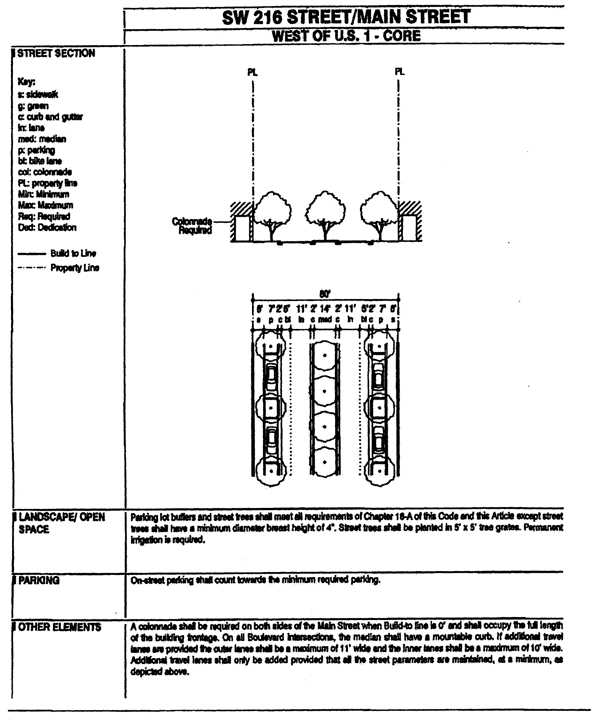 SW 216 STREET/MAIN STREET
WEST OF U.S. 1 - CORE
STREET SECTION
Key:
s: sidewalk
g: green
c: curb and gutter
ln: lane
med: median
p: parking
bl: bike lane
col: colonnade
PL: property line
Min: Minimum
Max: Maximum
Req: Required
Ded: Dedication
Build to Line
Property Line
PL PL
Colonnade
Required
80'
6' 7' 2' 5' 11' 2' 14' 2' 11' 5' 2' 7' 6'
s p c bl ln c med c ln bl c p s
LANDSCAPE/ OPEN
SPACE
Parking lot buffers and street trees shall meet all requirements of Chapter 18-A of this Code and this Article except street
trees shall have a minimum diameter breast height of 4". Street trees shall be planted in 5' x 5' tree grates. Permanent
irrigation is required.
PARKING
On-street parking shall count towards the minimum required parking.
OTHER ELEMENTS
A colonnade shall be required on both sides of the Main Street when Build-to line is 0' and shall occupy the full length
of the building frontage. On all Boulevard intersections, the median shall have a mountable curb. If additional travel
lanes are provided the outer lanes shall be a maximum of 11' wide and the inner lanes shall be a maximum of 10' wide.
Additional travel lanes shall only be added provided that all the street parameters are maintained, at a minimum, as
depicted above.